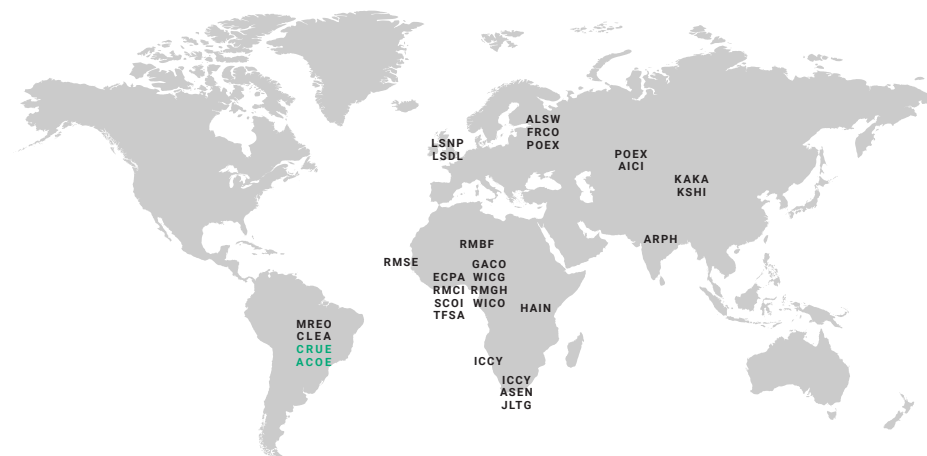 ALSW
FRCO
POEX
LSNP
LSDL
POEX
AICI
KAKA
KSHI
ARPH
RMBF
RMSE
GACO
ECPA WICG
RMCI RMGH
SCOI WICO
TFSA
HAIN
MREO
CLEA
CRUE
ACOE
ICCY
ICCY
ASEN
JLTG